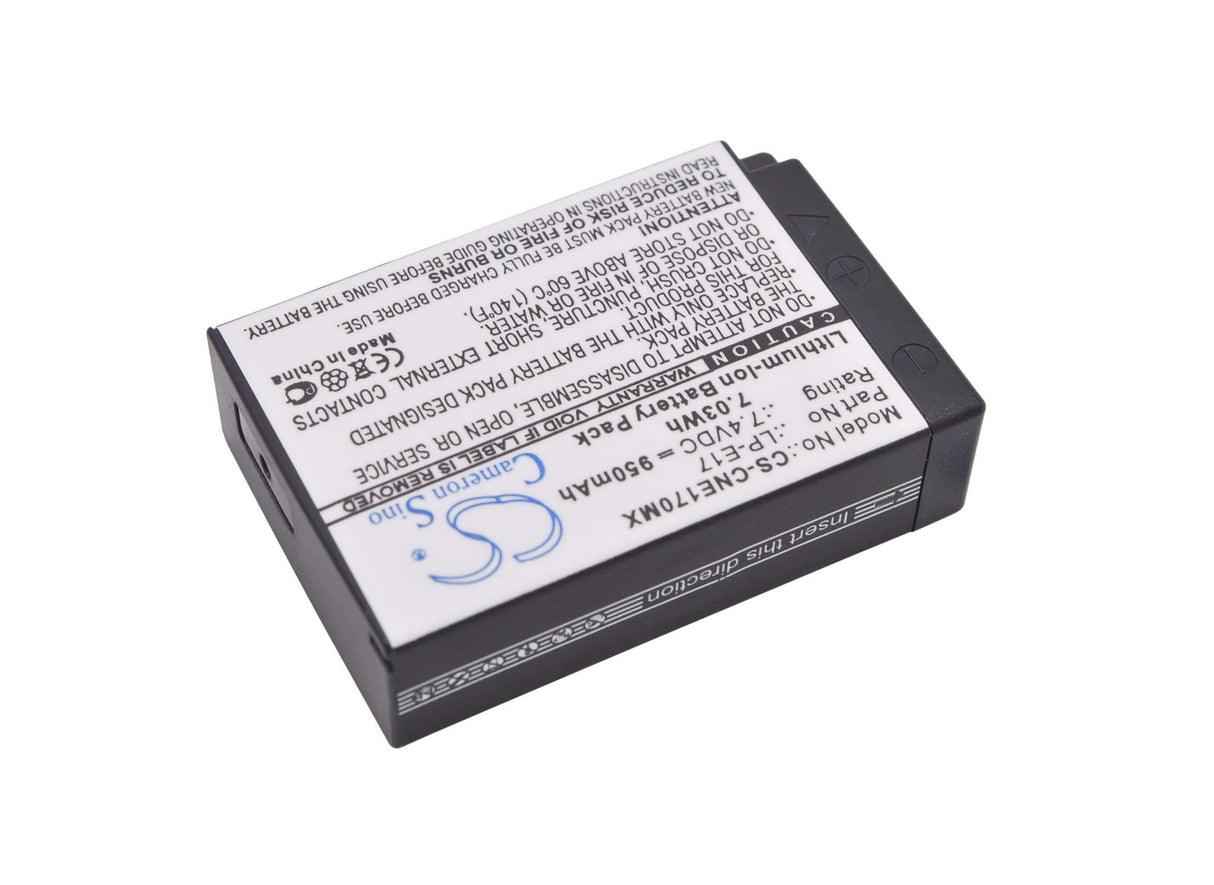 Cameron
Sino
CS
®
Model No.: CS-CNE170MX
Part No : LP-E17
Rating : 7.4VDC = 950mAh
7.03Wh
Lithium-Ion Battery Pack
CAUTION WARRANTY VOID IF LABEL IS REMOVED
•DO NOT ATTEMPT TO DISASSEMBLE, OPEN OR SERVICE
THE BATTERY PACK.
•REPLACE WITH THE BATTERY PACK DESIGNATED
FOR THIS PRODUCT.
•DO NOT CRUSH, PUNCTURE, SHORT EXTERNAL CONTACTS
OR DISPOSE OF IN FIRE OR WATER.
•DO NOT STORE ABOVE 60°C (140°F).
ATTENTION!
NEW BATTERY PACK MUST BE FULLY CHARGED BEFORE USE.
TO REDUCE RISK OF FIRE OR BURNS
READ INSTRUCTIONS IN OPERATING GUIDE BEFORE USING THE BATTERY.
CE
Made in China
Insert this direction
+
−